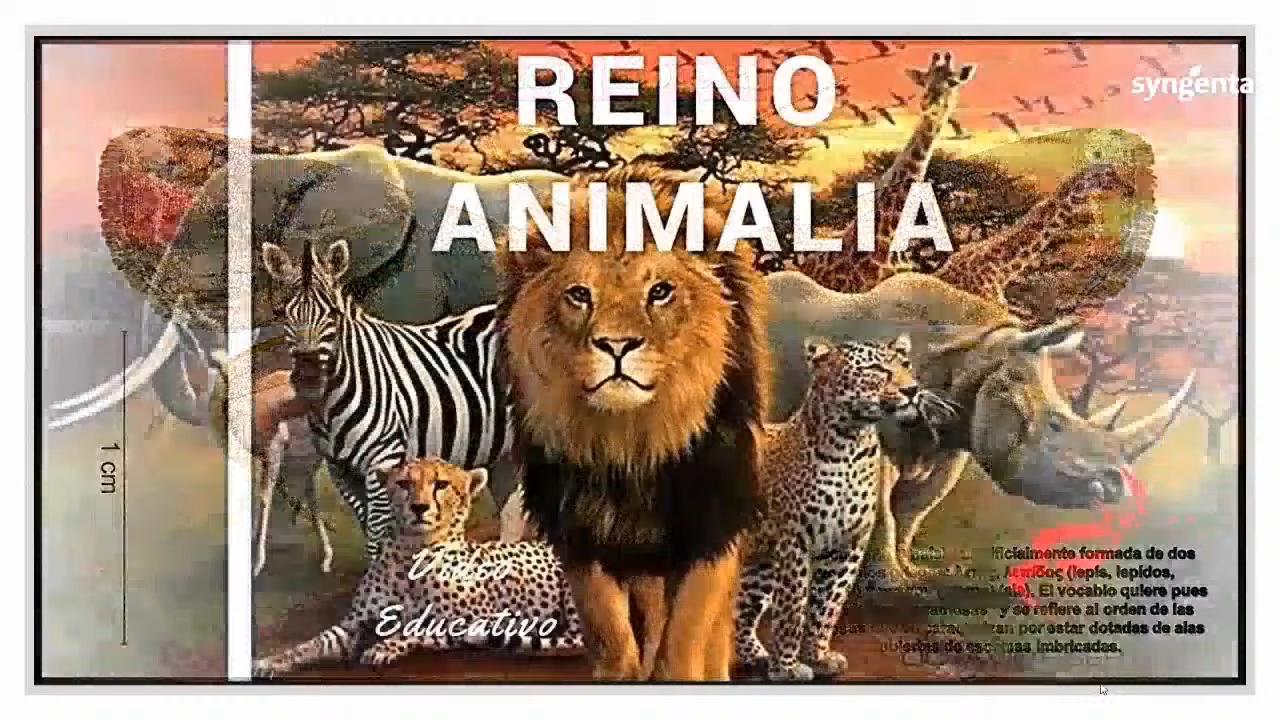 REINO
syngenta
ANIMALIA
1 cm
Video
Educativo
ficialmente formada de dos
(lepis, lepidos,
El vocablo quiere pues
y se refiere al orden de las
por estar dotadas de alas
imbricadas.